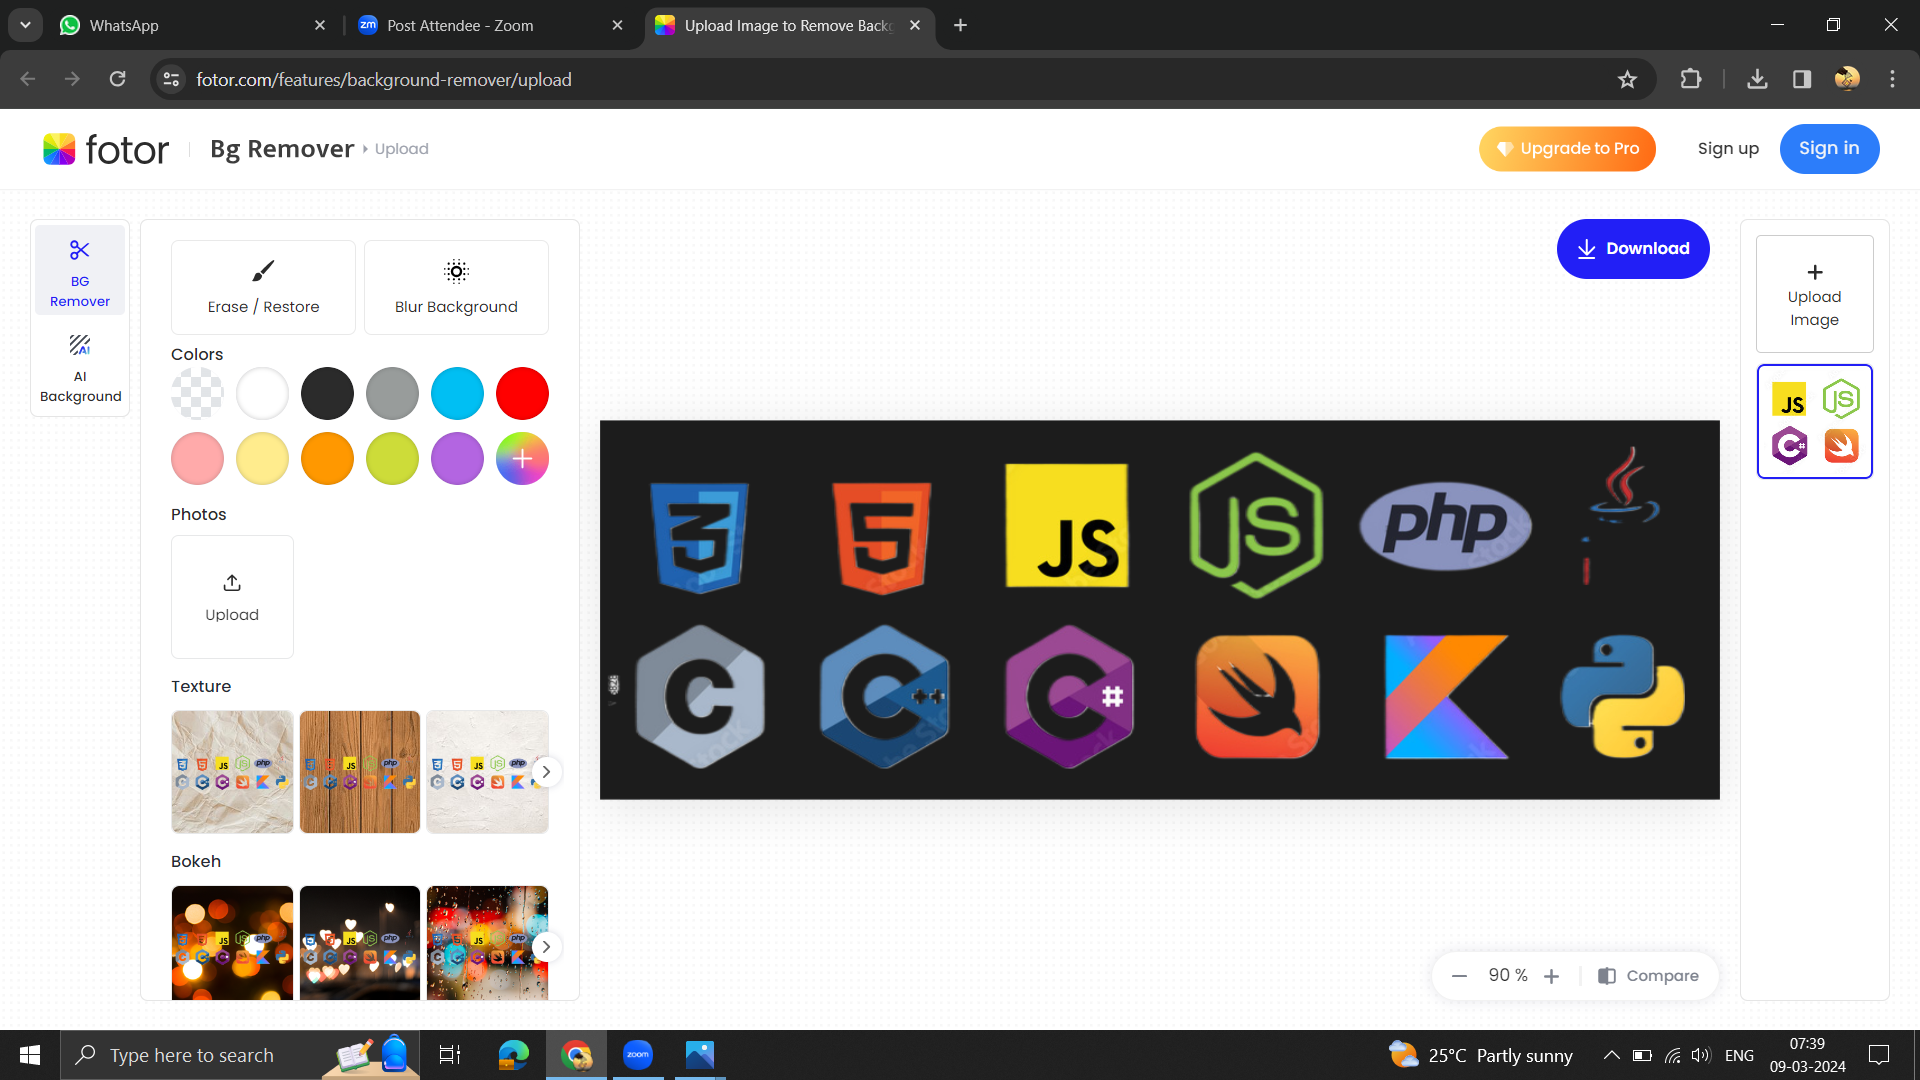 WhatsApp
Post Attendee - Zoom
Upload Image to Remove Backg
fotor.com/features/background-remover/upload
fotor
Bg Remover
Upload
Upgrade to Pro
Sign up
Sign in
BG
Remover
AI
Background
Erase / Restore
Blur Background
Colors
Photos
Upload
Texture
Bokeh
Download
JS
JS
php
C
C++
C#
Upload
Image
JS
JS
C#
90 %
Compare
Type here to search
zoom
25°C Partly sunny
ENG
07:39
09-03-2024